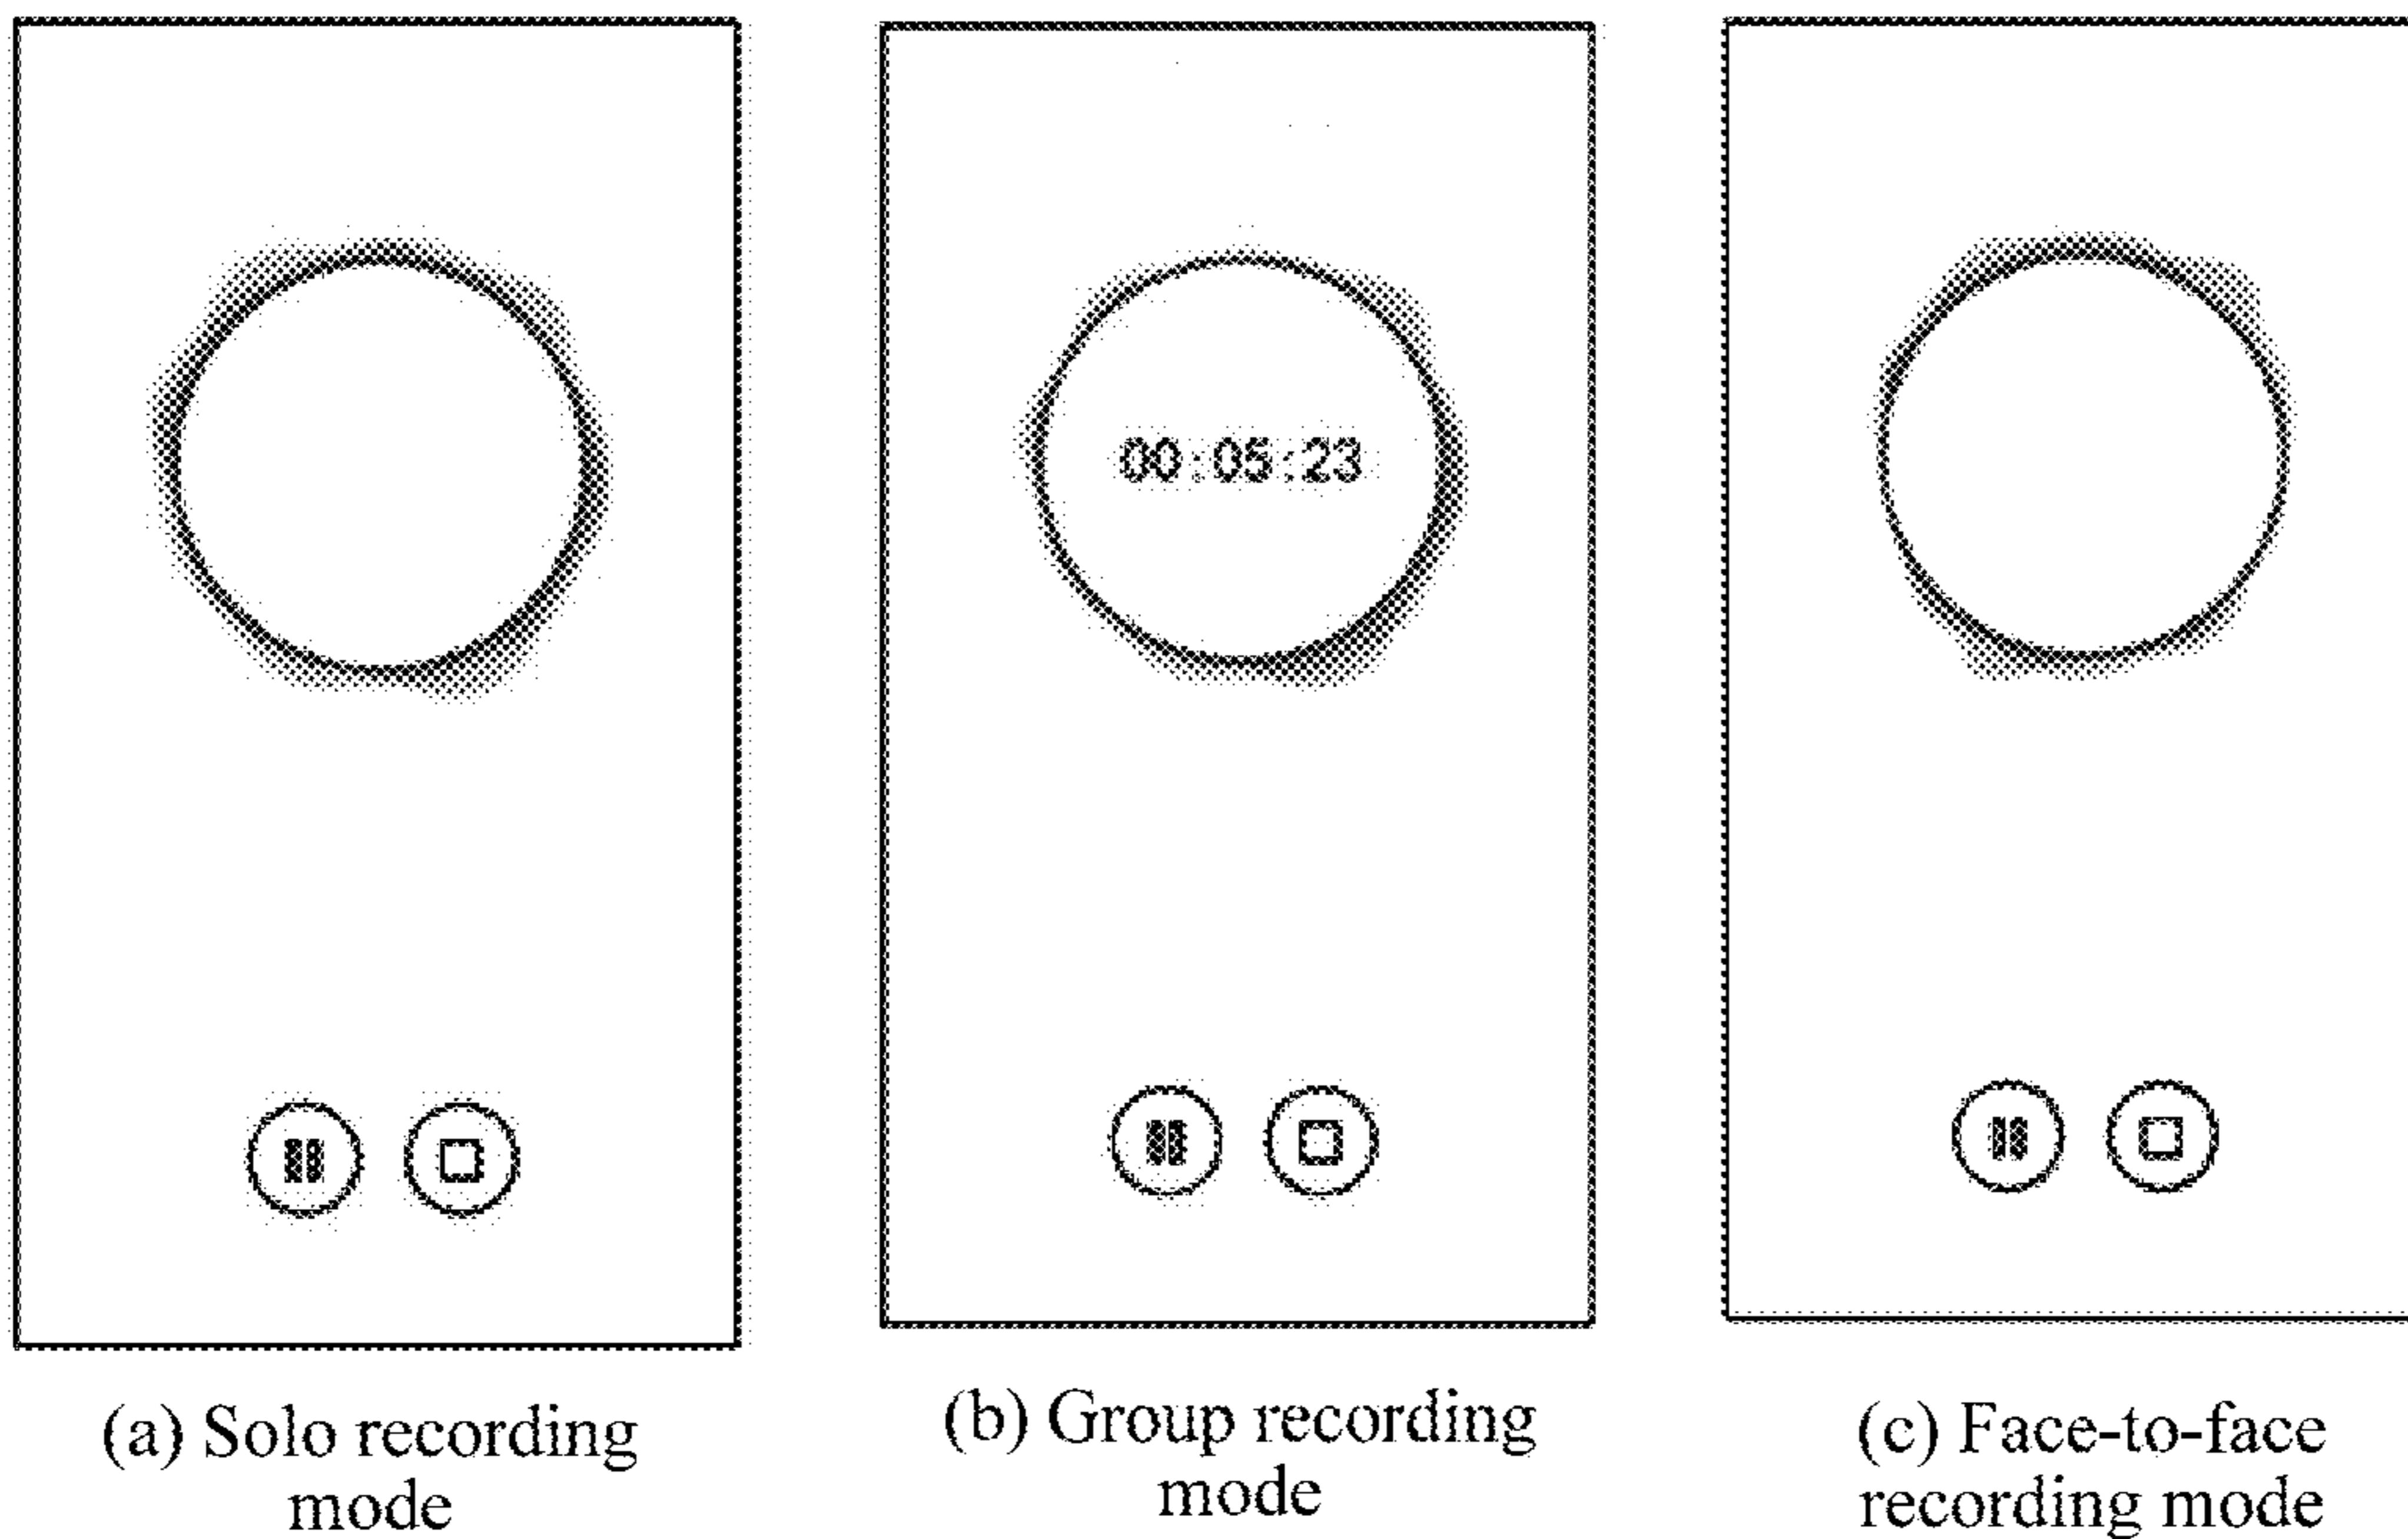 00:05:23
(a) Solo recording
mode
(b) Group recording
mode
(c) Face-to-face
recording mode